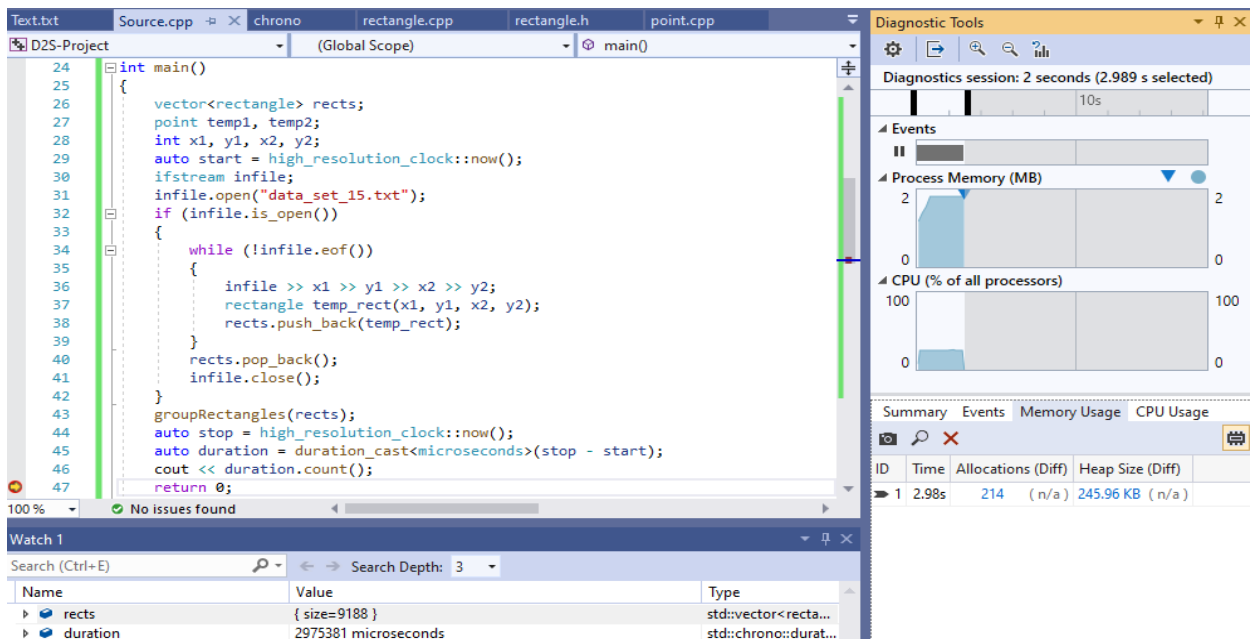 Text.txt Source.cpp chrono rectangle.cpp rectangle.h point.cpp
D2S-Project (Global Scope) main()
24 int main()
25 {
26 vector<rectangle> rects;
27 point temp1, temp2;
28 int x1, y1, x2, y2;
29 auto start = high_resolution_clock::now();
30 ifstream infile;
31 infile.open("data_set_15.txt");
32 if (infile.is_open())
33 {
34 while (!infile.eof())
35 {
36 infile >> x1 >> y1 >> x2 >> y2;
37 rectangle temp_rect(x1, y1, x2, y2);
38 rects.push_back(temp_rect);
39 }
40 rects.pop_back();
41 infile.close();
42 }
43 groupRectangles(rects);
44 auto stop = high_resolution_clock::now();
45 auto duration = duration_cast<microseconds>(stop - start);
46 cout << duration.count();
47 return 0;
100 % No issues found
Watch 1
Search (Ctrl+E) Search Depth: 3
Name Value Type
rects { size=9188 } std::vector<recta...
duration 2975381 microseconds std::chrono::durat...
Diagnostic Tools
Diagnostics session: 2 seconds (2.989 s selected)
10s
Events
Process Memory (MB)
2 2
0 0
CPU (% of all processors)
100 100
0 0
Summary Events Memory Usage CPU Usage
ID Time Allocations (Diff) Heap Size (Diff)
1 2.98s 214 (n/a) 245.96 KB (n/a)